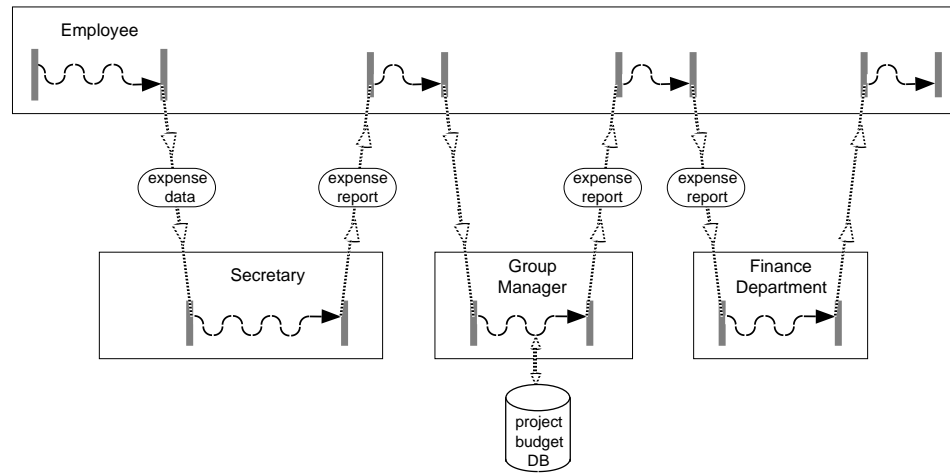 Employee
expense
data
expense
report
expense
report
expense
report
Secretary
Group
Manager
Finance
Department
project
budget
DB